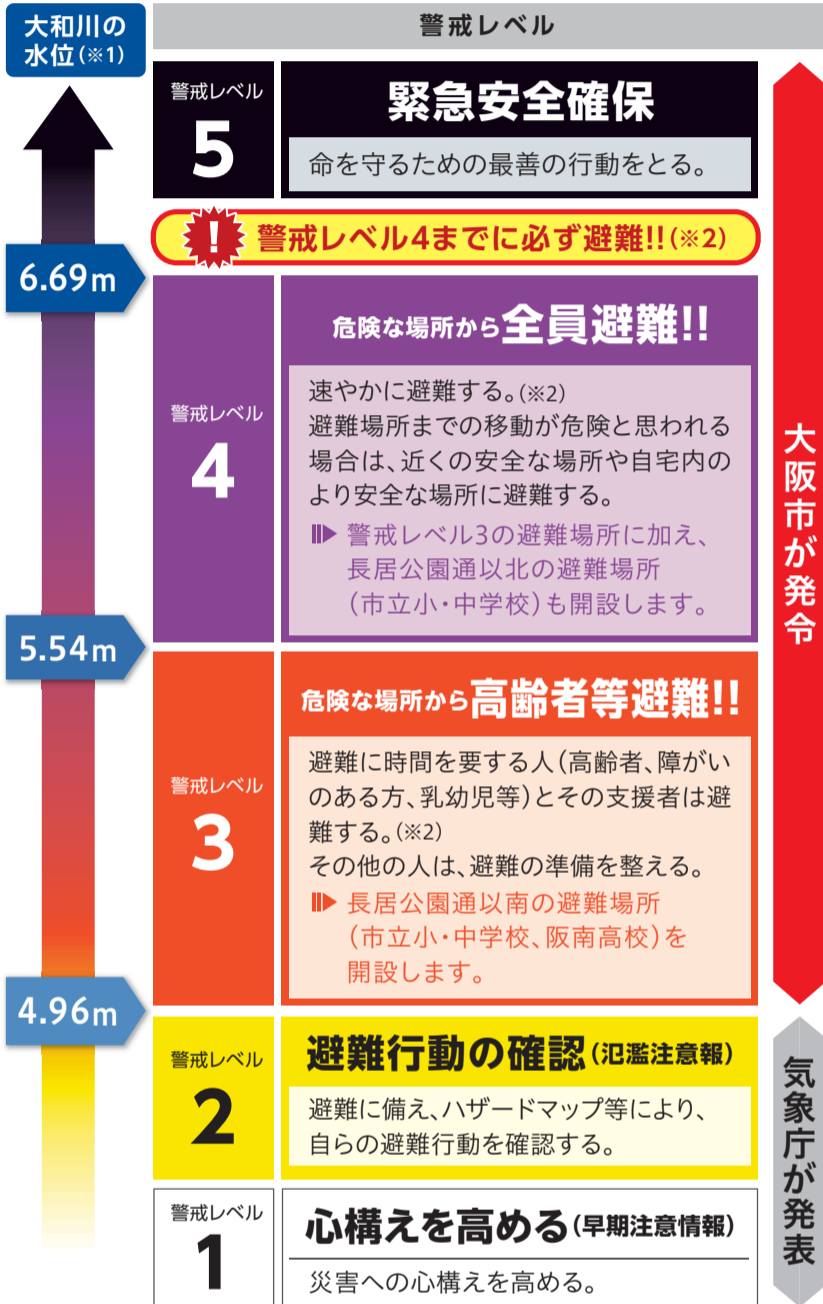 大和川の
水位(※1)
警戒レベル
警戒レベル
5
緊急安全確保
命を守るための最善の行動をとる。
! 警戒レベル4までに必ず避難!!(※2)
6.69m
警戒レベル
4
危険な場所から全員避難!!
速やかに避難する。(※2)
避難場所までの移動が危険と思われる
場合は、近くの安全な場所や自宅内の
より安全な場所に避難する。
警戒レベル3の避難場所に加え、
長居公園通以北の避難場所
(市立小・中学校)も開設します。
5.54m
警戒レベル
3
危険な場所から高齢者等避難!!
避難に時間を要する人(高齢者、障がい
のある方、乳幼児等)とその支援者は避
難する。(※2)
その他の人は、避難の準備を整える。
長居公園通以南の避難場所
(市立小・中学校、阪南高校)を
開設します。
大阪市が発令
4.96m
警戒レベル
2
避難行動の確認(氾濫注意報)
避難に備え、ハザードマップ等により、
自らの避難行動を確認する。
警戒レベル
1
心構えを高める(早期注意情報)
災害への心構えを高める。
気象庁が発表